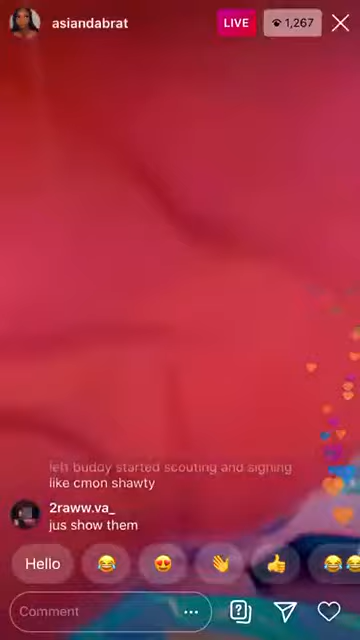 asiandabrat
LIVE
1,267
left buddy started scouting and signing
like cmon shawty
2raww.va_
jus show them
Hello
Comment